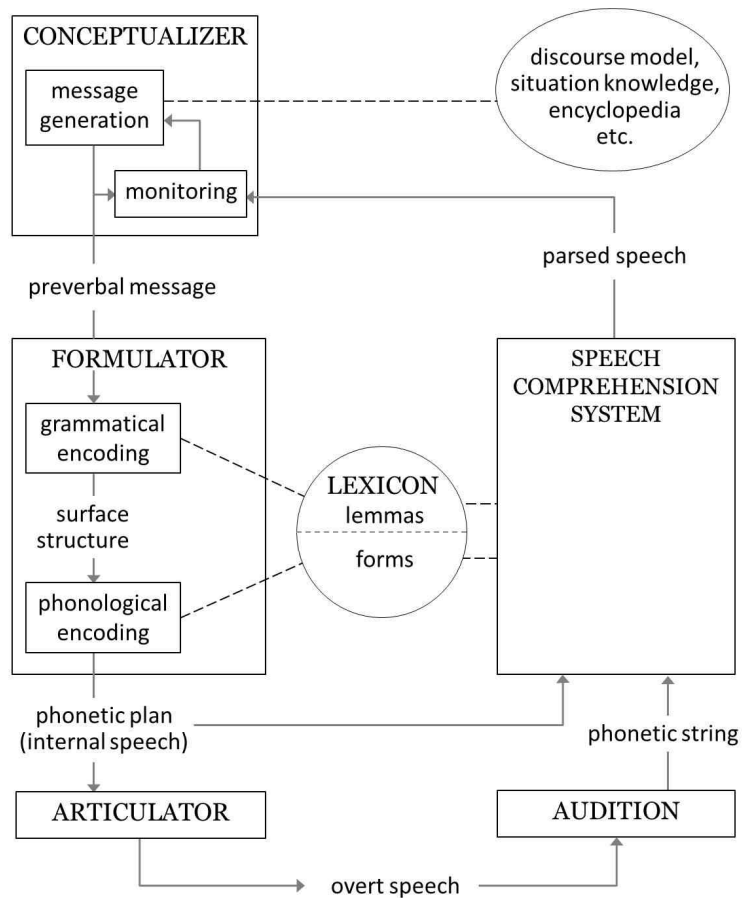 CONCEPTUALIZER
message
generation
monitoring
discourse model,
situation knowledge,
encyclopedia
etc.
parsed speech
preverbal message
FORMULATOR
grammatical
encoding
surface
structure
phonological
encoding
LEXICON
lemmas
forms
SPEECH
COMPREHENSION
SYSTEM
phonetic plan
(internal speech)
phonetic string
ARTICULATOR
AUDITION
overt speech